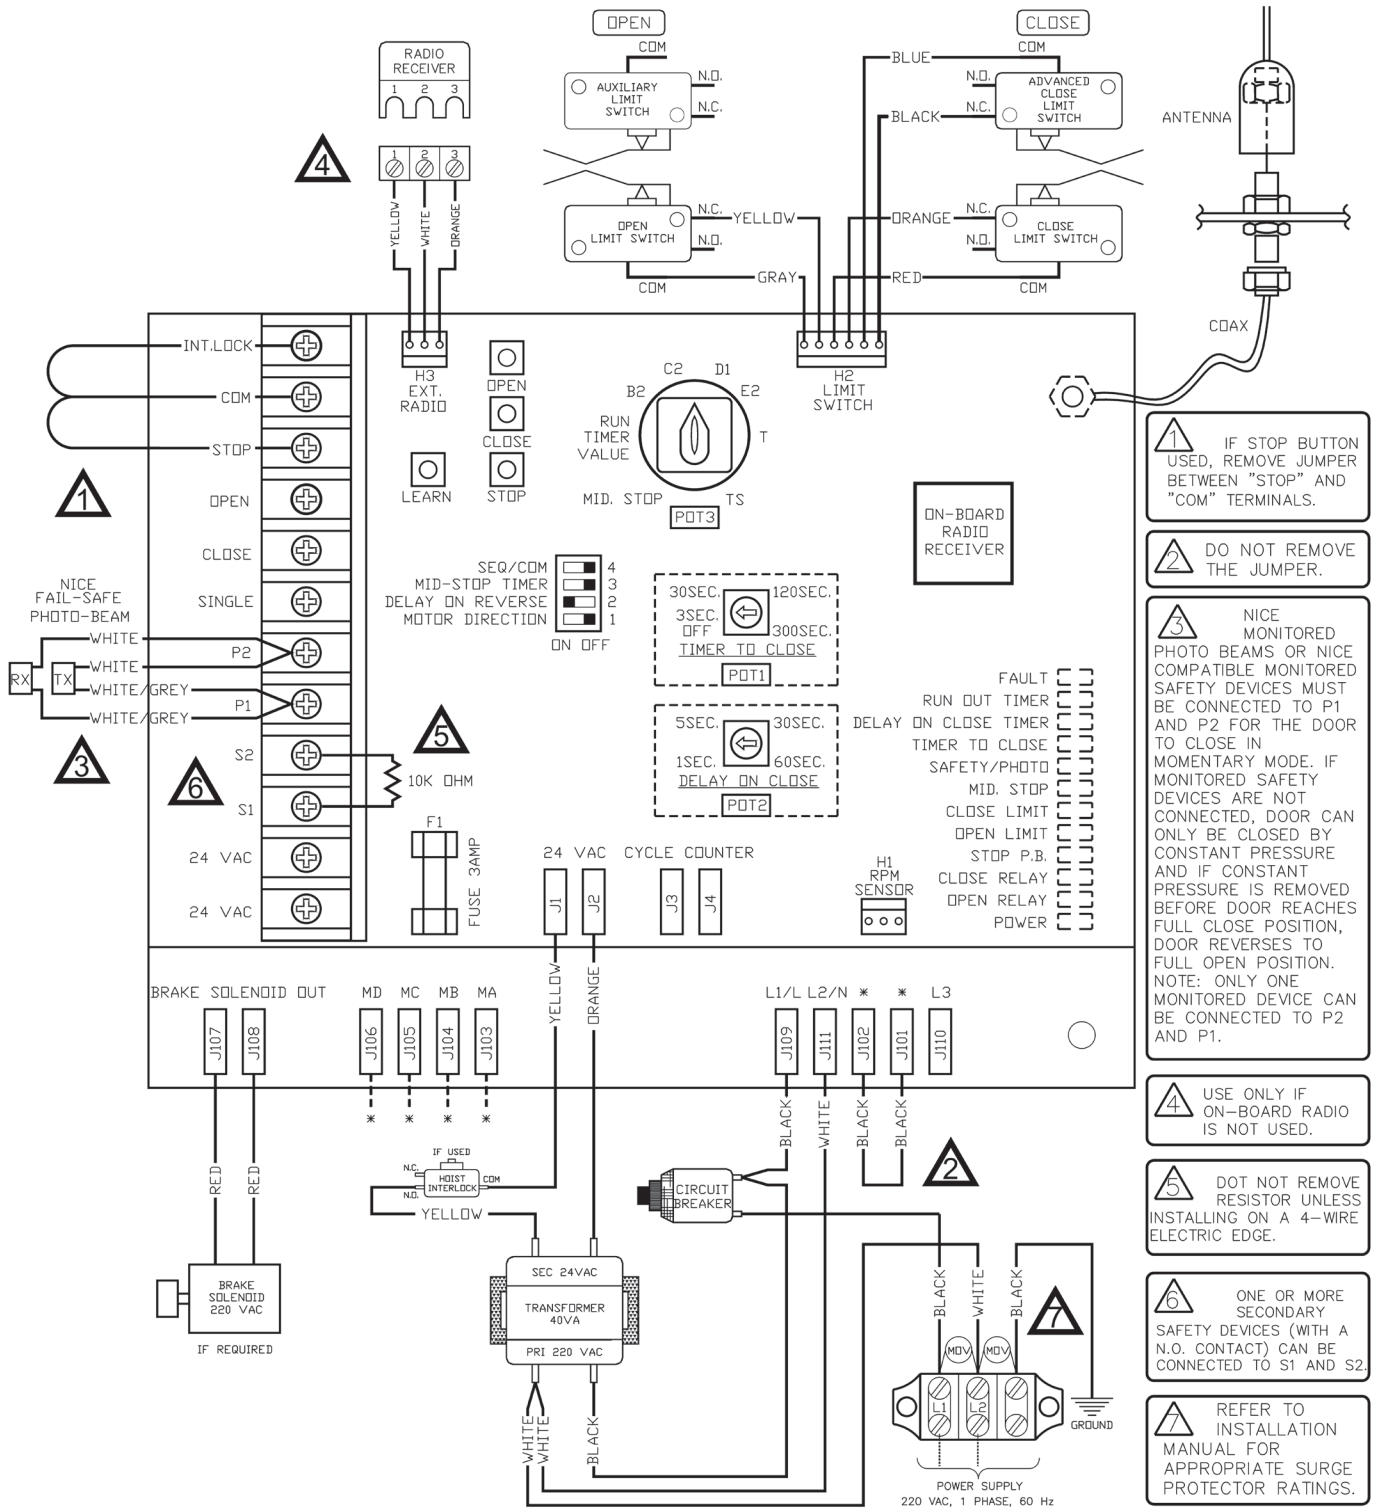 OPEN
CLOSE
RADIO
RECEIVER
1 2 3
1 2 3
4
YELLOW
WHITE
ORANGE
COM
AUXILIARY
LIMIT
SWITCH
N.O.
N.C.
OPEN
LIMIT SWITCH
N.C.
N.O.
COM
YELLOW
GRAY
BLUE
BLACK
ORANGE
RED
COM
N.O.
N.C.
ADVANCED
CLOSE
LIMIT
SWITCH
N.C.
N.O.
CLOSE
LIMIT SWITCH
COM
ANTENNA
COAX
INT.LOCK
COM
STOP
OPEN
CLOSE
SINGLE
P2
P1
S2
S1
24 VAC
24 VAC
1
NICE
FAIL-SAFE
PHOTO-BEAM
WHITE
WHITE
WHITE/GREY
WHITE/GREY
RX
TX
3
6
5
10K OHM
H3
EXT.
RADIO
OPEN
CLOSE
STOP
LEARN
B2
C2
D1
E2
T
TS
RUN
TIMER
VALUE
MID. STOP
POT3
H2
LIMIT
SWITCH
ON-BOARD
RADIO
RECEIVER
SEQ/COM 4
MID-STOP TIMER 3
DELAY ON REVERSE 2
MOTOR DIRECTION 1
ON OFF
30SEC. 120SEC.
3SEC.
OFF 300SEC.
TIMER TO CLOSE
POT1
5SEC. 30SEC.
1SEC. 60SEC.
DELAY ON CLOSE
POT2
FAULT
RUN OUT TIMER
DELAY ON CLOSE TIMER
TIMER TO CLOSE
SAFETY/PHOTO
MID. STOP
CLOSE LIMIT
OPEN LIMIT
STOP P.B.
CLOSE RELAY
OPEN RELAY
POWER
F1
FUSE 3AMP
24 VAC
J1
J2
CYCLE COUNTER
J3
J4
H1
RPM
SENSOR
YELLOW
ORANGE
BRAKE SOLENOID OUT
J107
J108
MD MC MB MA
J106
J105
J104
J103
* * * *
L1/L L2/N * * L3
J109
J111
J102
J101
J110
RED
RED
BRAKE
SOLENOID
220 VAC
IF REQUIRED
IF USED
N.C.
N.O.
HOIST
INTERLOCK
COM
YELLOW
SEC 24VAC
TRANSFORMER
40VA
PRI 220 VAC
WHITE
WHITE
BLACK
BLACK
WHITE
BLACK
BLACK
2
CIRCUIT
BREAKER
BLACK
WHITE
BLACK
7
MOV
MOV
L1
L2
GROUND
POWER SUPPLY
220 VAC, 1 PHASE, 60 Hz
1
IF STOP BUTTON
USED, REMOVE JUMPER
BETWEEN "STOP" AND
"COM" TERMINALS.
2
DO NOT REMOVE
THE JUMPER.
3
NICE
MONITORED
PHOTO BEAMS OR NICE
COMPATIBLE MONITORED
SAFETY DEVICES MUST
BE CONNECTED TO P1
AND P2 FOR THE DOOR
TO CLOSE IN
MOMENTARY MODE. IF
MONITORED SAFETY
DEVICES ARE NOT
CONNECTED, DOOR CAN
ONLY BE CLOSED BY
CONSTANT PRESSURE
AND IF CONSTANT
PRESSURE IS REMOVED
BEFORE DOOR REACHES
FULL CLOSE POSITION,
DOOR REVERSES TO
FULL OPEN POSITION.
NOTE: ONLY ONE
MONITORED DEVICE CAN
BE CONNECTED TO P2
AND P1.
4
USE ONLY IF
ON-BOARD RADIO
IS NOT USED.
5
DOT NOT REMOVE
RESISTOR UNLESS
INSTALLING ON A 4-WIRE
ELECTRIC EDGE.
6
ONE OR MORE
SECONDARY
SAFETY DEVICES (WITH A
N.O. CONTACT) CAN BE
CONNECTED TO S1 AND S2.
7
REFER TO
INSTALLATION
MANUAL FOR
APPROPRIATE SURGE
PROTECTOR RATINGS.